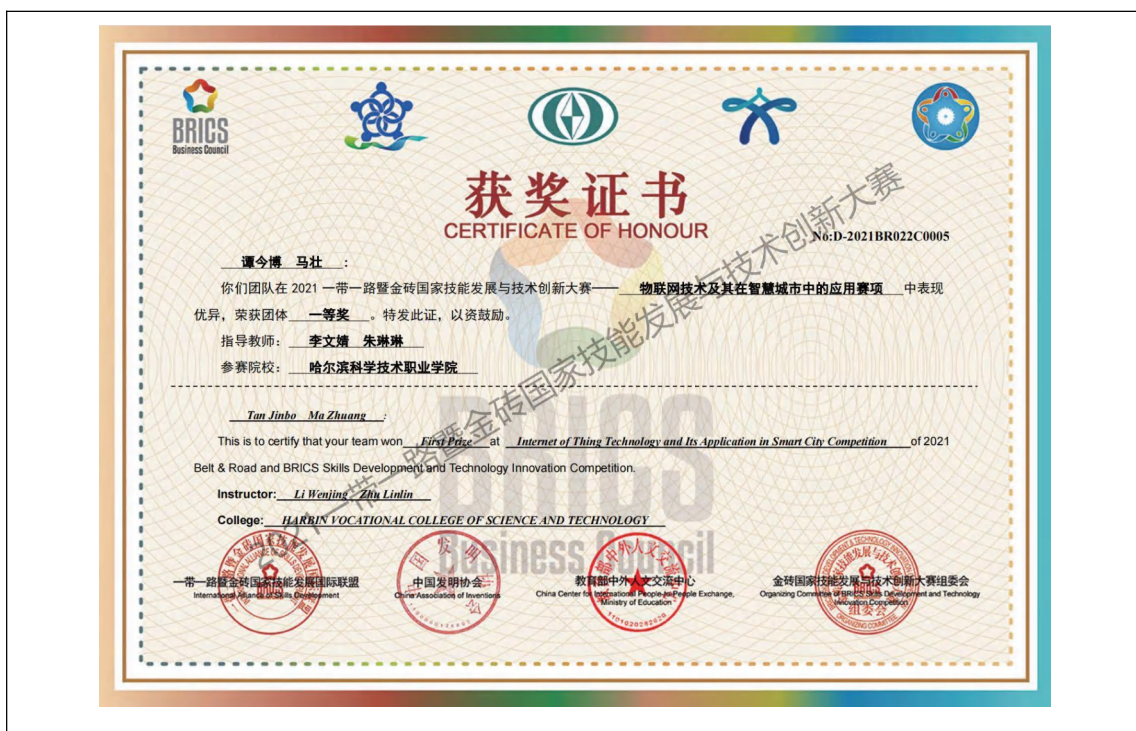 BRICS
Business Council
获奖证书
CERTIFICATE OF HONOUR
No:D-2021BR022C0005
谭今博 马壮 :
你们团队在 2021 一带一路暨金砖国家技能发展与技术创新大赛—— 物联网技术及其在智慧城市中的应用赛项 中表现
优异，荣获团体 一等奖 。特发此证，以资鼓励。
指导教师： 李文婧 朱琳琳
参赛院校： 哈尔滨科学技术职业学院
Tan Jinbo Ma Zhuang :
This is to certify that your team won First Prize at Internet of Thing Technology and Its Application in Smart City Competition of 2021
Belt & Road and BRICS Skills Development and Technology Innovation Competition.
Instructor: Li Wenjing Zhu Linlin
College: HARBIN VOCATIONAL COLLEGE OF SCIENCE AND TECHNOLOGY
2021一带一路暨金砖国家技能发展与技术创新大赛
BRICS
Business Council
一带一路暨金砖国家技能发展国际联盟
International Alliance of Skills Development
中国发明协会
China Association of Inventions
教育部中外人文交流中心
China Center for International People-to-People Exchange,
Ministry of Education
金砖国家技能发展与技术创新大赛组委会
Organizing Committee of BRICS Skills Development and Technology
Innovation Competition
组委会